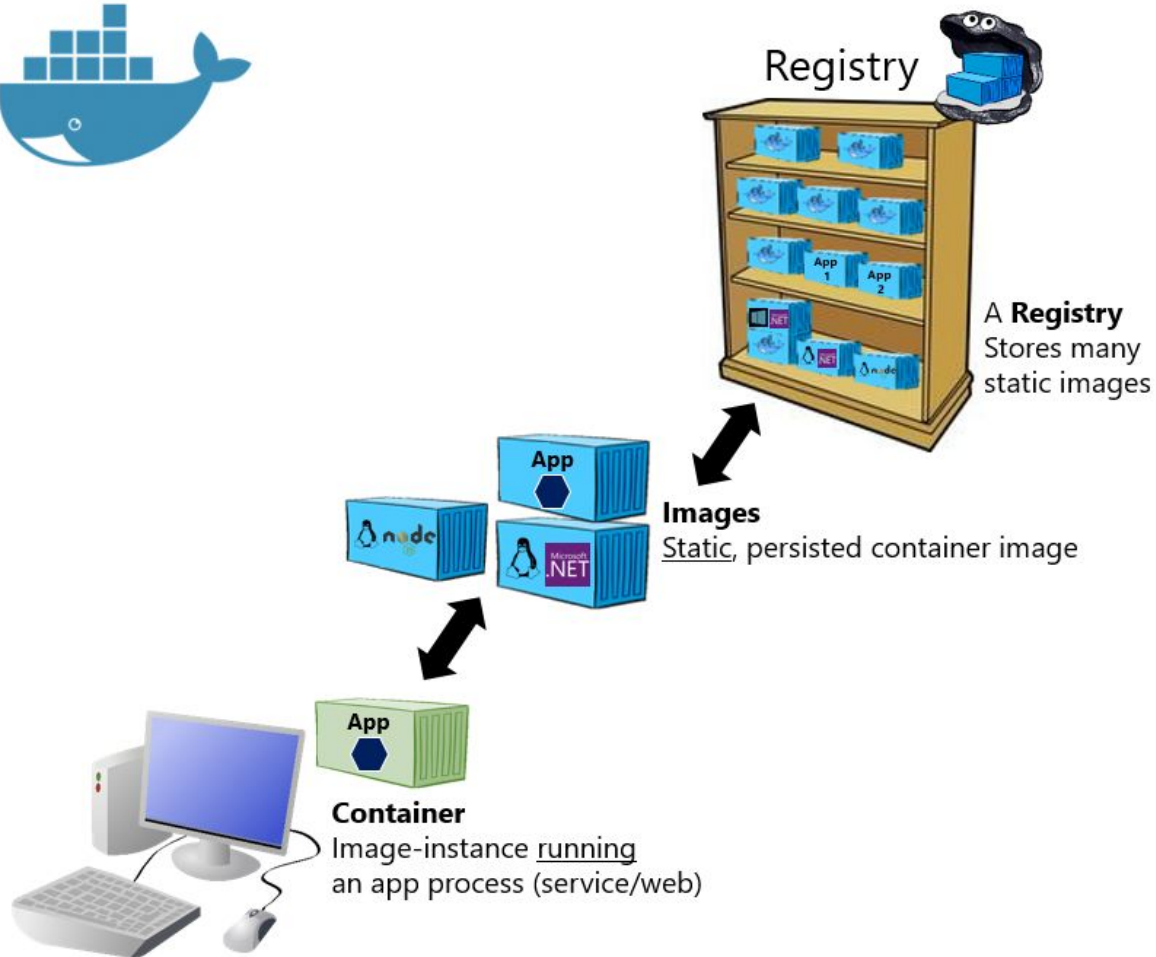 Registry
App
1
App
2
.NET
.NET
node
A Registry
Stores many
static images
App
node
Microsoft
.NET
Images
Static, persisted container image
App
Container
Image-instance running
an app process (service/web)